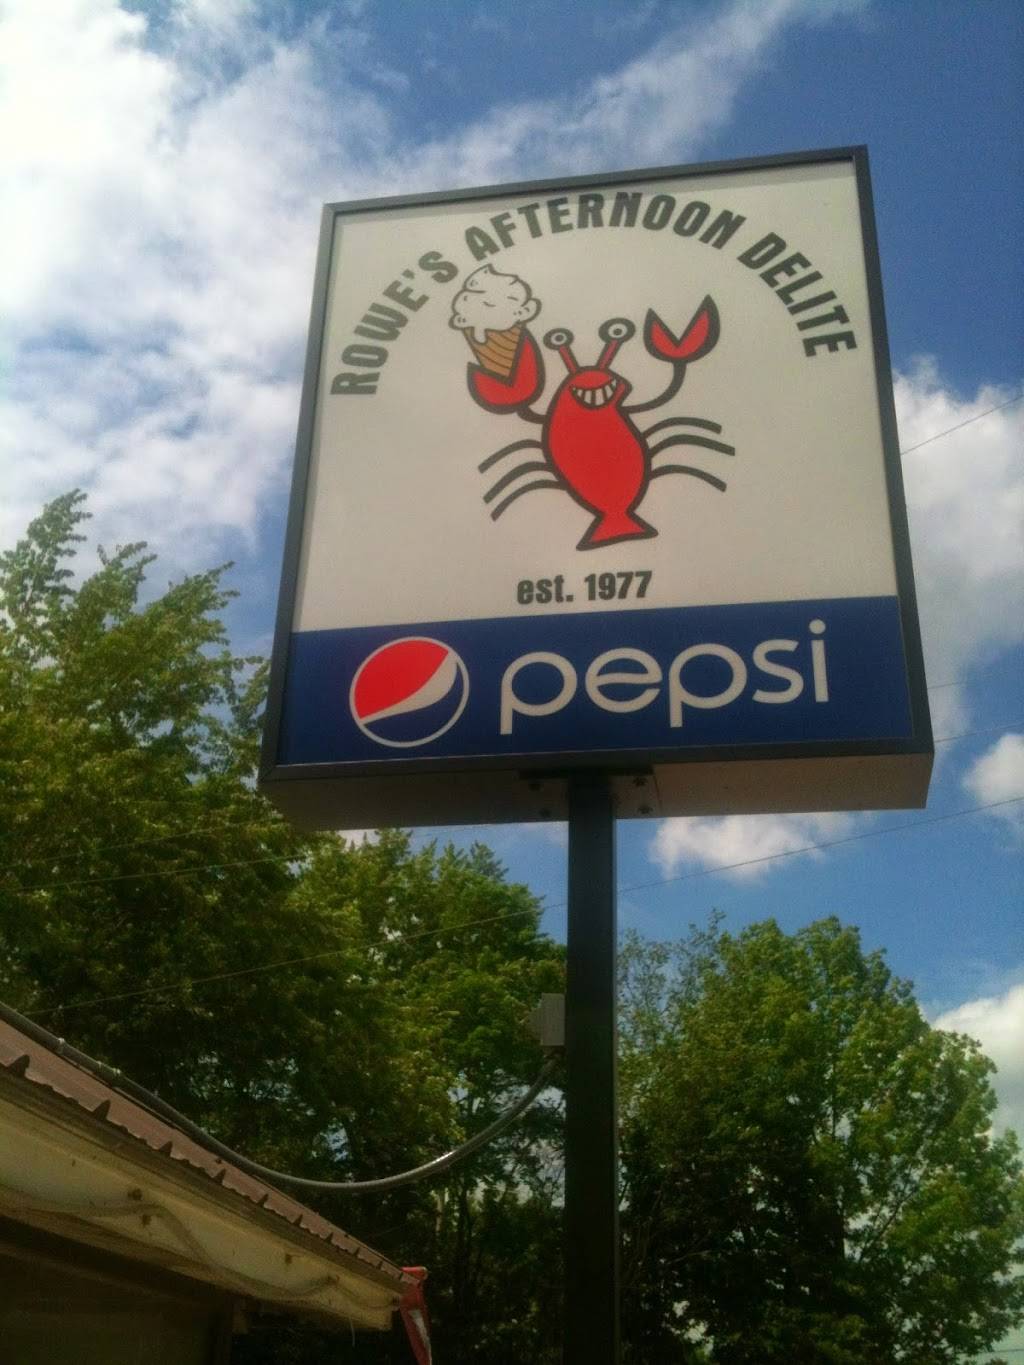 ROWE'S AFTERNOON DELITE
est. 1977
pepsi